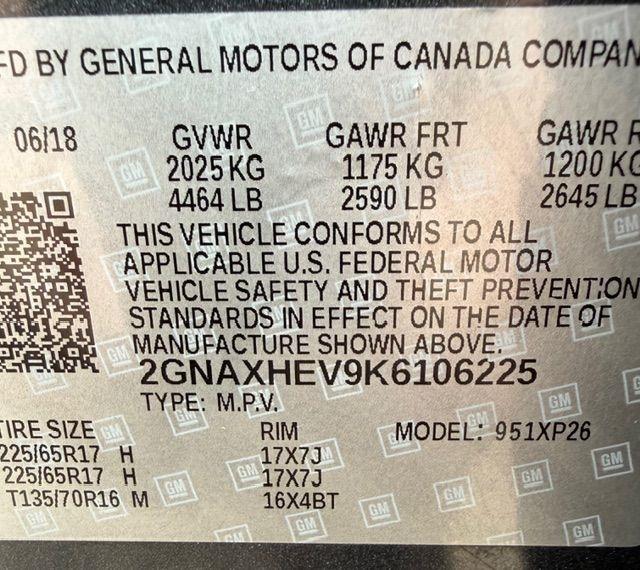 FD BY GENERAL MOTORS OF CANADA COMPAN
06/18 GVWR GAWR FRT GAWR R
2025 KG 1175 KG 1200 KG
4464 LB 2590 LB 2645 LB
THIS VEHICLE CONFORMS TO ALL
APPLICABLE U.S. FEDERAL MOTOR
VEHICLE SAFETY AND THEFT PREVENTION
STANDARDS IN EFFECT ON THE DATE OF
MANUFACTURE SHOWN ABOVE.
2GNAXHEV9K6106225
TYPE: M.P.V.
TIRE SIZE RIM MODEL: 951XP26
225/65R17 H 17X7J
225/65R17 H 17X7J
T135/70R16 M 16X4BT